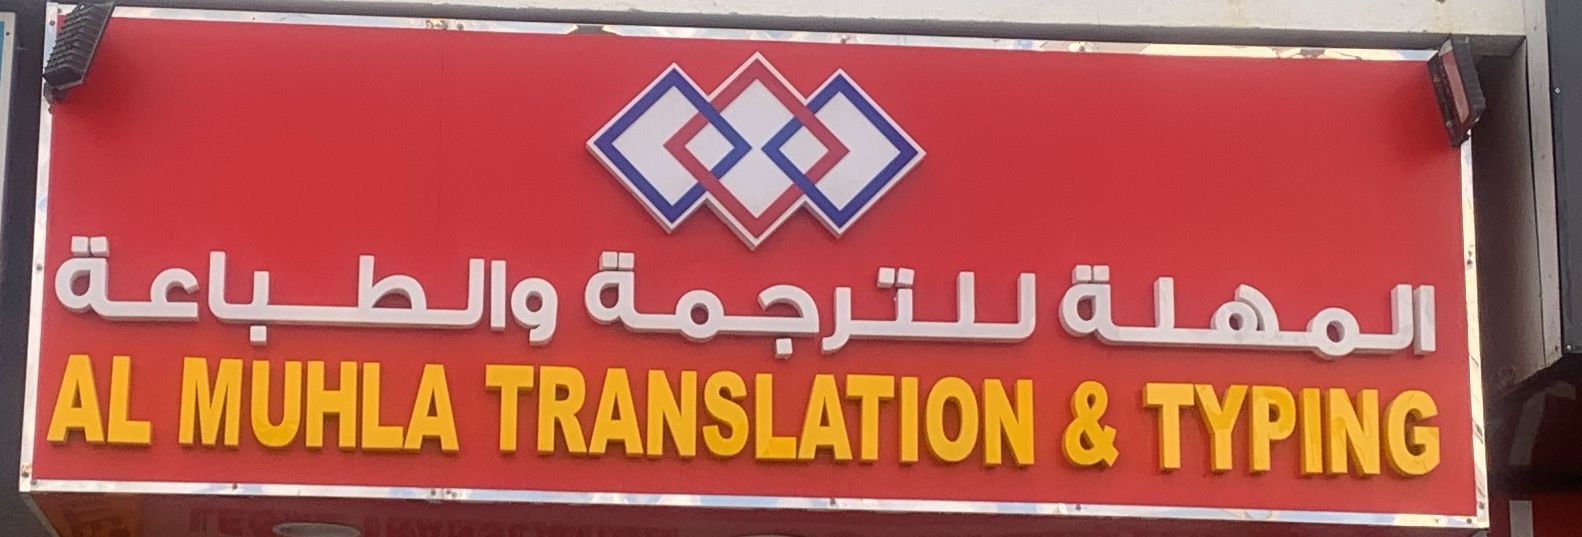 المهلة للترجمة والطباعة
AL MUHLA TRANSLATION & TYPING